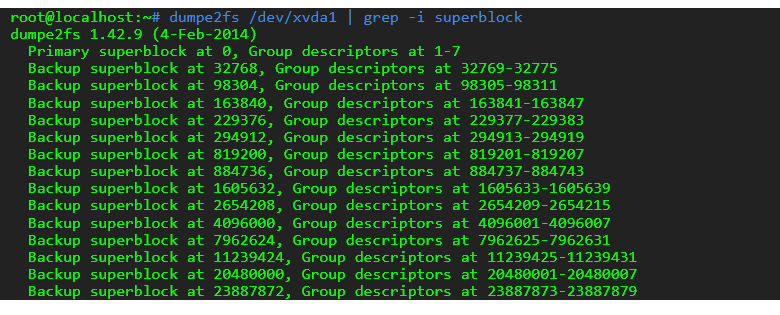 root@localhost:~# dumpe2fs /dev/xvda1 | grep -i superblock
dumpe2fs 1.42.9 (4-Feb-2014)
  Primary superblock at 0, Group descriptors at 1-7
  Backup superblock at 32768, Group descriptors at 32769-32775
  Backup superblock at 98304, Group descriptors at 98305-98311
  Backup superblock at 163840, Group descriptors at 163841-163847
  Backup superblock at 229376, Group descriptors at 229377-229383
  Backup superblock at 294912, Group descriptors at 294913-294919
  Backup superblock at 819200, Group descriptors at 819201-819207
  Backup superblock at 884736, Group descriptors at 884737-884743
  Backup superblock at 1605632, Group descriptors at 1605633-1605639
  Backup superblock at 2654208, Group descriptors at 2654209-2654215
  Backup superblock at 4096000, Group descriptors at 4096001-4096007
  Backup superblock at 7962624, Group descriptors at 7962625-7962631
  Backup superblock at 11239424, Group descriptors at 11239425-11239431
  Backup superblock at 20480000, Group descriptors at 20480001-20480007
  Backup superblock at 23887872, Group descriptors at 23887873-23887879